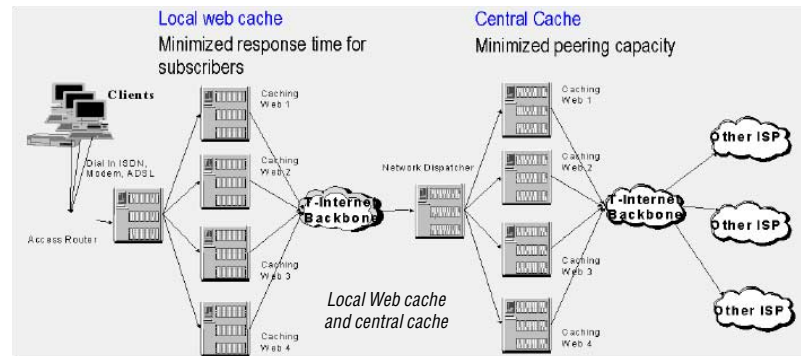 Local web cache
Minimized response time for
subscribers
Central Cache
Minimized peering capacity
Clients
Dial In ISDN,
Modem, ADSL
Access Router
Caching
Web 1
Caching
Web 2
Caching
Web 3
Caching
Web 4
T-Internet
Backbone
Local Web cache
and central cache
Network Dispatcher
Caching
Web 1
Caching
Web 2
Caching
Web 3
Caching
Web 4
T-Internet
Backbone
Other ISP
Other ISP
Other ISP